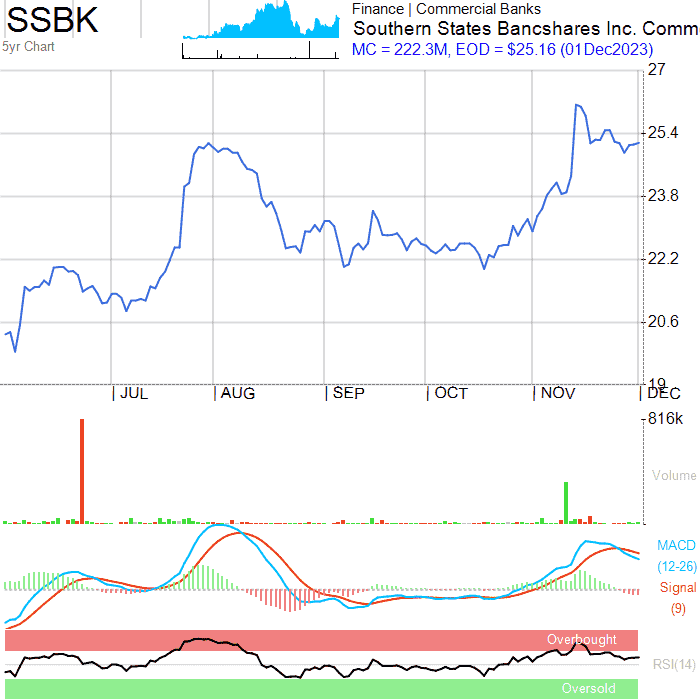 SSBK
5yr Chart
Finance | Commercial Banks
Southern States Bancshares Inc. Comm
MC = 222.3M, EOD = $25.16 (01Dec2023)
27
25.4
23.8
22.2
20.6
19
JUL AUG SEP OCT NOV DEC
816k
Volume
MACD
(12-26)
Signal
(9)
Overbought
RSI(14)
Oversold